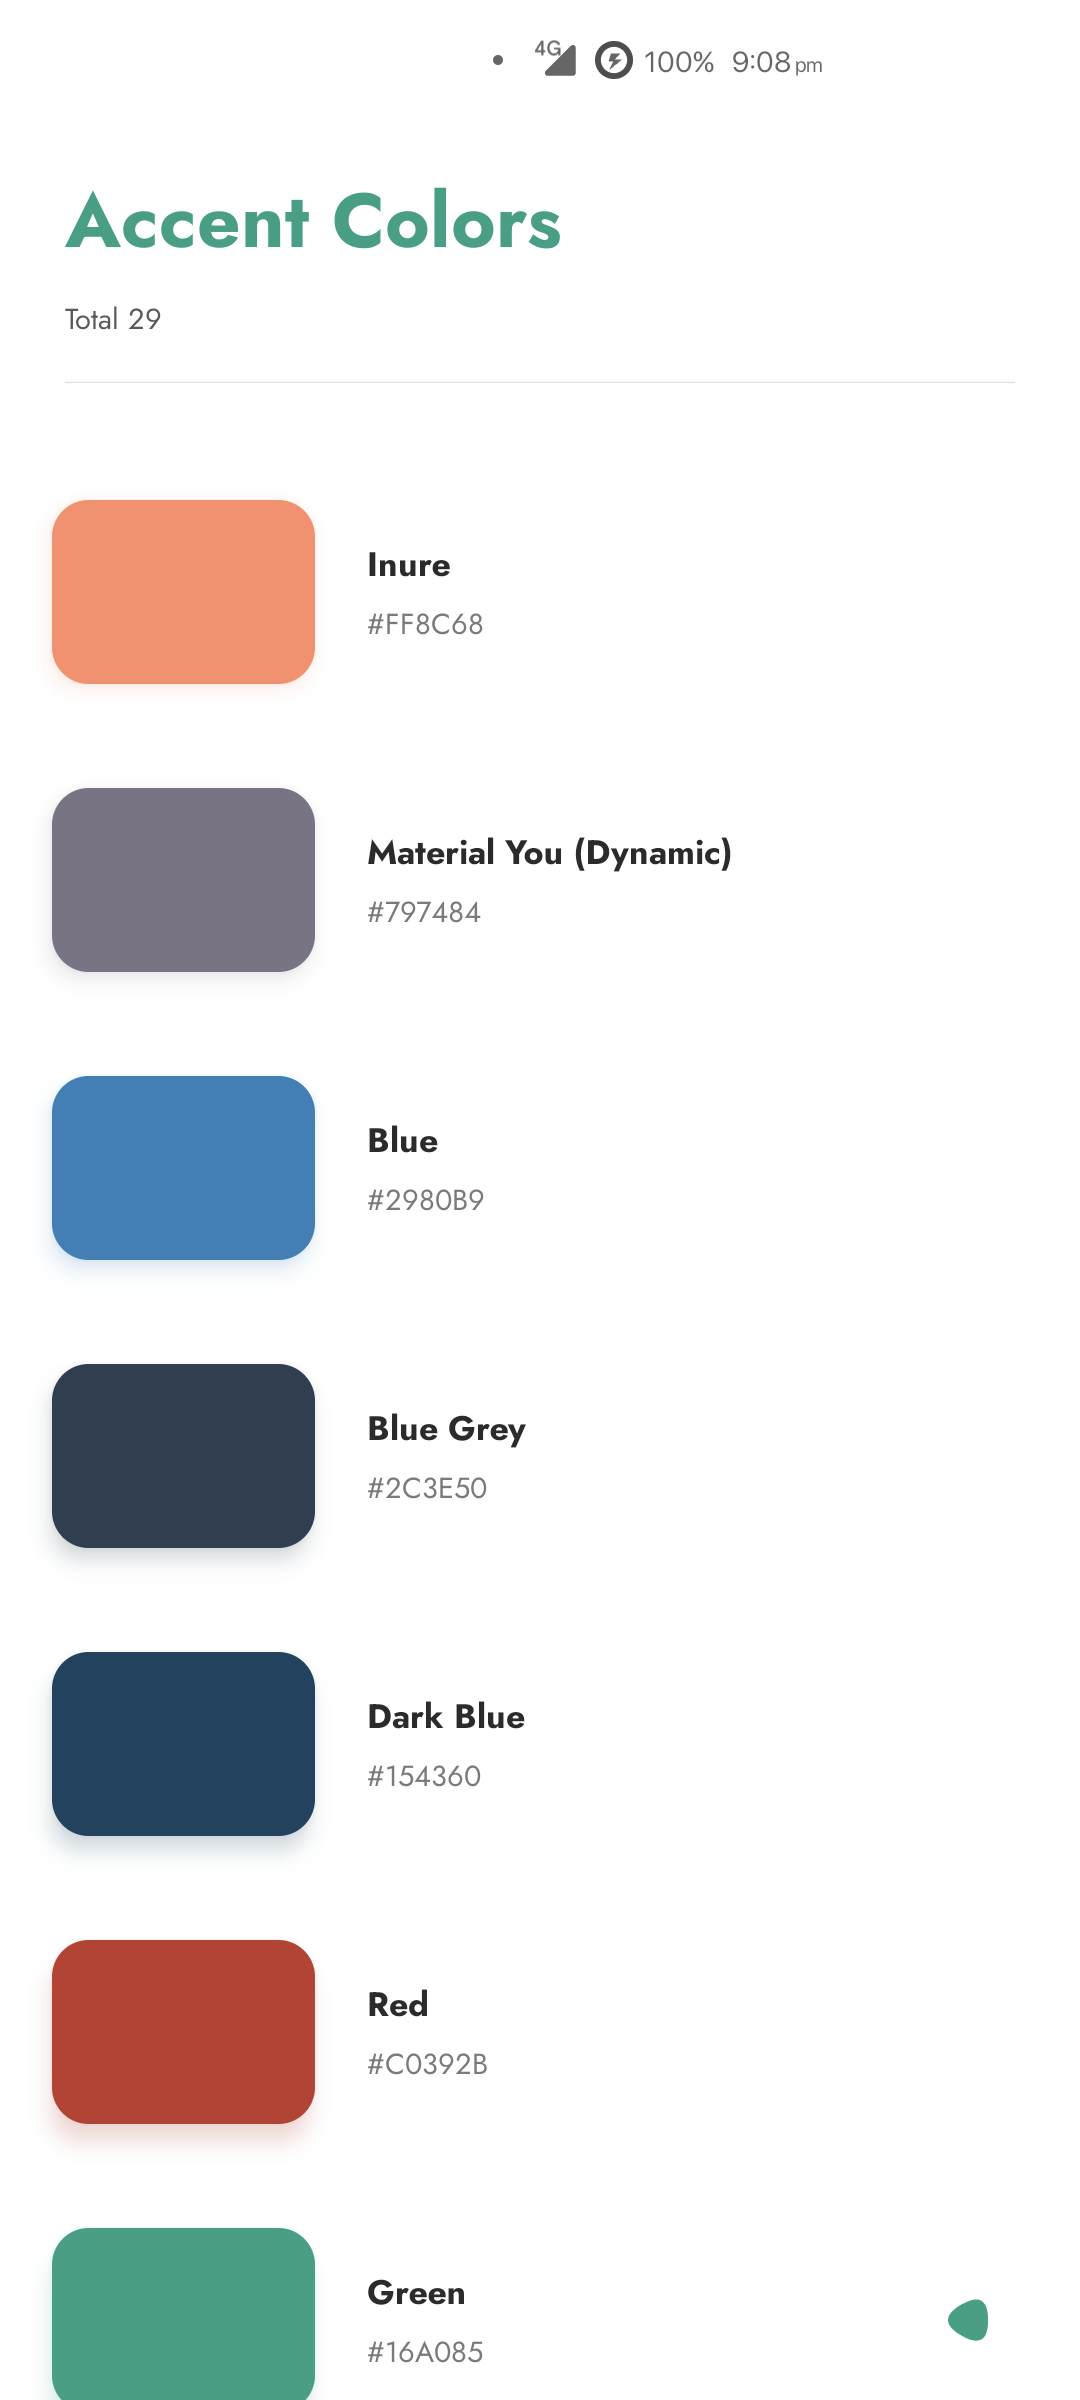 4G 100% 9:08 pm
Accent Colors
Total 29
Inure
#FF8C68
Material You (Dynamic)
#797484
Blue
#2980B9
Blue Grey
#2C3E50
Dark Blue
#154360
Red
#C0392B
Green
#16A085